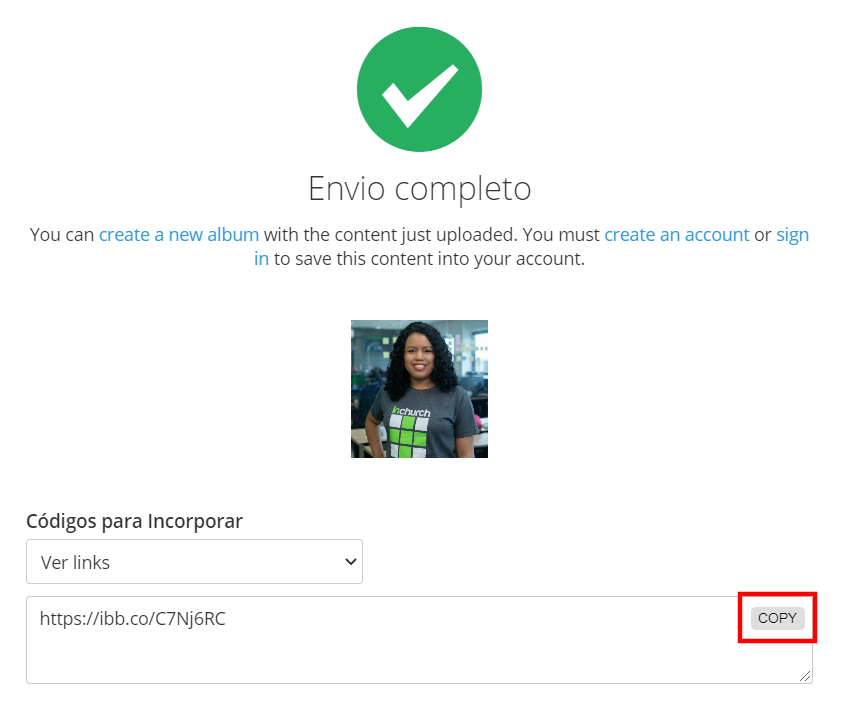 Envio completo
You can create a new album with the content just uploaded. You must create an account or sign
in to save this content into your account.
inchurch
Códigos para Incorporar
Ver links
https://ibb.co/C7Nj6RC
COPY